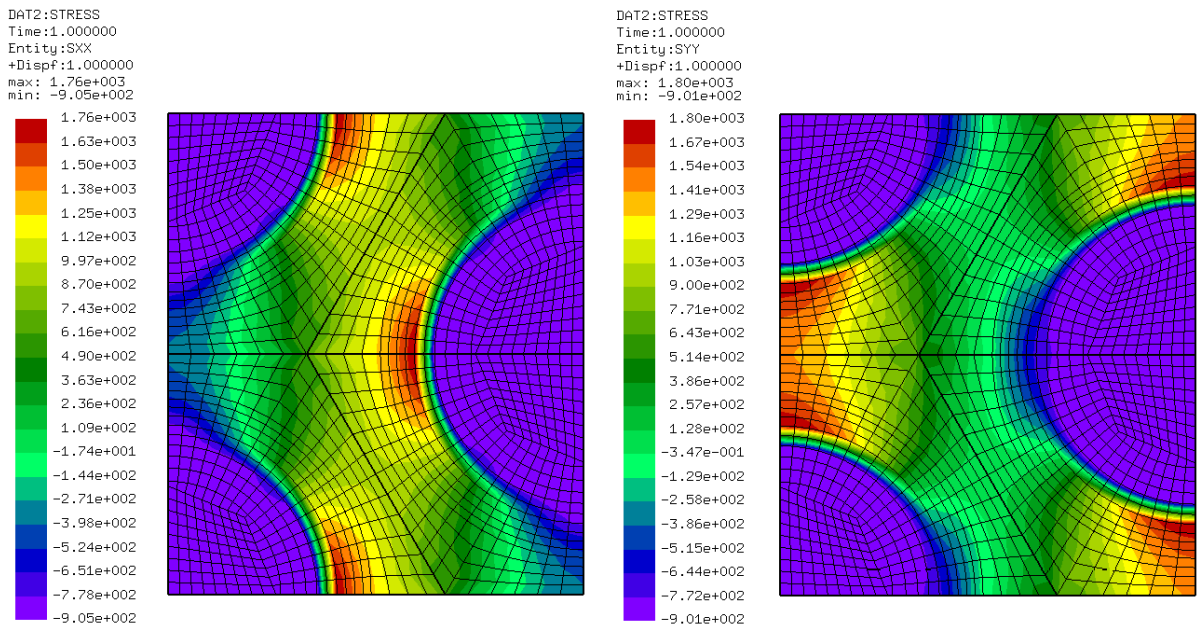 DAT2:STRESS
Time:1.000000
Entity:SXX
+Dispf:1.000000
max: 1.76e+003
min: -9.05e+002
1.76e+003
1.63e+003
1.50e+003
1.38e+003
1.25e+003
1.12e+003
9.97e+002
8.70e+002
7.43e+002
6.16e+002
4.90e+002
3.63e+002
2.36e+002
1.09e+002
-1.74e+001
-1.44e+002
-2.71e+002
-3.98e+002
-5.24e+002
-6.51e+002
-7.78e+002
-9.05e+002
DAT2:STRESS
Time:1.000000
Entity:SYY
+Dispf:1.000000
max: 1.80e+003
min: -9.01e+002
1.80e+003
1.67e+003
1.54e+003
1.41e+003
1.29e+003
1.16e+003
1.03e+003
9.00e+002
7.71e+002
6.43e+002
5.14e+002
3.86e+002
2.57e+002
1.28e+002
-3.47e-001
-1.29e+002
-2.58e+002
-3.86e+002
-5.15e+002
-6.44e+002
-7.72e+002
-9.01e+002